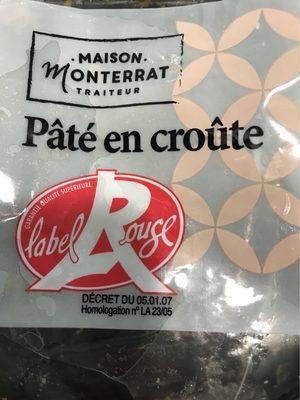 · MAISON ·
MONTERRAT
TRAITEUR
Pâté en croûte
GARANTIE QUALITÉ SUPÉRIEURE
label Rouge
DÉCRET DU 05.01.07
Homologation n° LA 23/05